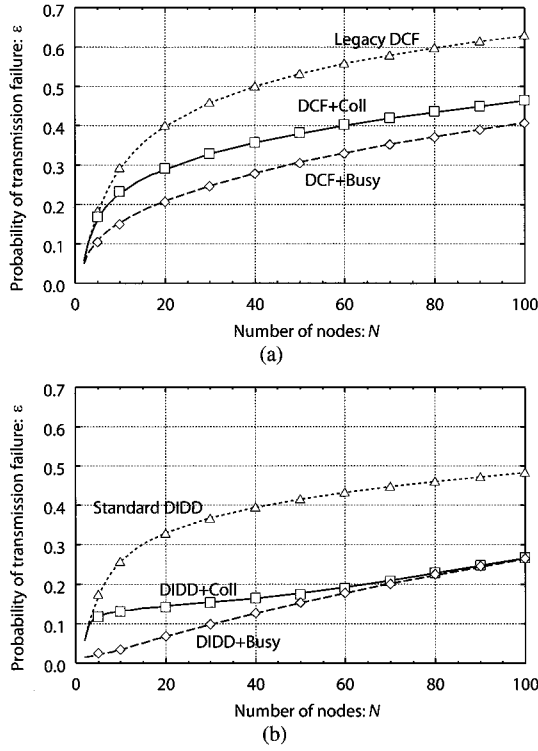 0.7
0.6
0.5
0.4
0.3
0.2
0.1
0.0
Probability of transmission failure: ε
Legacy DCF
DCF+Coll
DCF+Busy
0 20 40 60 80 100
Number of nodes: N
(a)
0.7
0.6
0.5
0.4
0.3
0.2
0.1
0.0
Probability of transmission failure: ε
Standard DIDD
DIDD+Coll
DIDD+Busy
0 20 40 60 80 100
Number of nodes: N
(b)